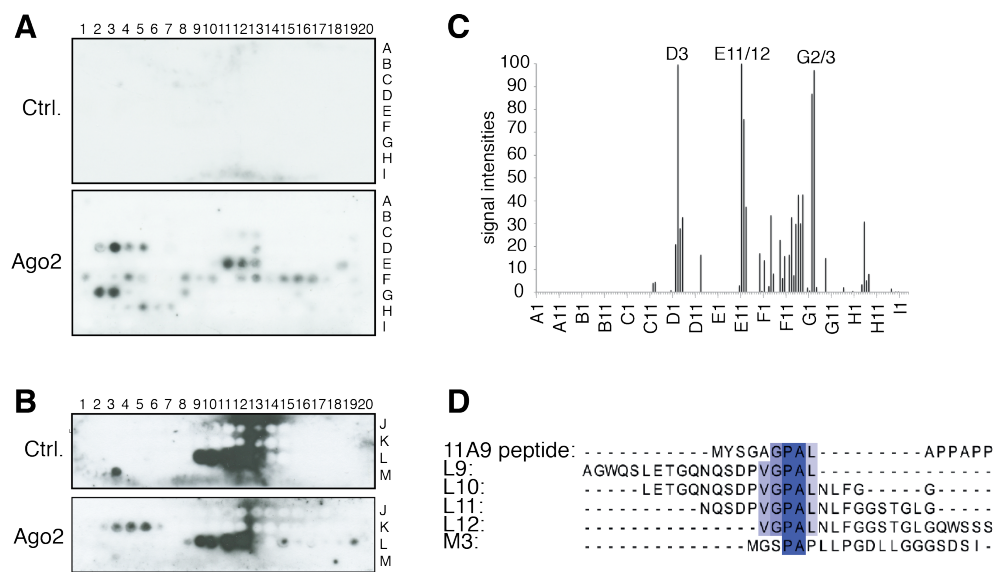 A
1 2 3 4 5 6 7 8 9 10 11 12 13 14 15 16 17 18 19 20
Ctrl.
A
B
C
D
E
F
G
H
I
Ago2
A
B
C
D
E
F
G
H
I
B
1 2 3 4 5 6 7 8 9 10 11 12 13 14 15 16 17 18 19 20
Ctrl.
J
K
L
M
Ago2
J
K
L
M
C
D3 E11/12 G2/3
signal intensities
100
90
80
70
60
50
40
30
20
10
0
A1 A11 B1 B11 C1 C11 D1 D11 E1 E11 F1 F11 G1 G11 H1 H11 I1
D
11A9 peptide: - - - - - - - - - - - MYSGAGPAL - - - - - - - - - APPAPP
L9: AGWQSLETGQNQSDPVGPAL - - - - - - - - - - - - - - -
L10: - - - - - LETGQNQSDPVGPALNLFG - - - - - G - - - - -
L11: - - - - - - - - - - NQSDPVGPALNLFGGSTGLG - - - - -
L12: - - - - - - - - - - - - - - - VGPALNLFGGSTGLGQWSSS
M3: - - - - - - - - - - - - - - MGSPAPLLPGDLLGGGSDSI -